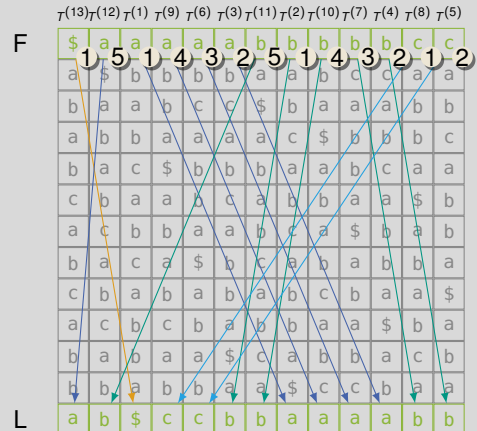 T(13) T(12) T(1) T(9) T(6) T(3) T(11) T(2) T(10) T(7) T(4) T(8) T(5)
F $ a a a a a b b b b b c c
1 5 1 4 3 2 5 1 4 3 2 1 2
a $ b b b b a a b c c a a
b a a b c c $ b a a a b b
a b b a a a a c $ b b b c
b a c $ b b b a a b c a a
c b a a b c a b b a a $ b
a c b b a a b c a $ b a b
b a c a $ b c a b a b b a
c b a b a b a b c b a a $
a c b c b a b b a a $ b a
b a b a a $ c a b b a c b
b b a b b a a $ c c b a a
L a b $ c c b b a a a a b b